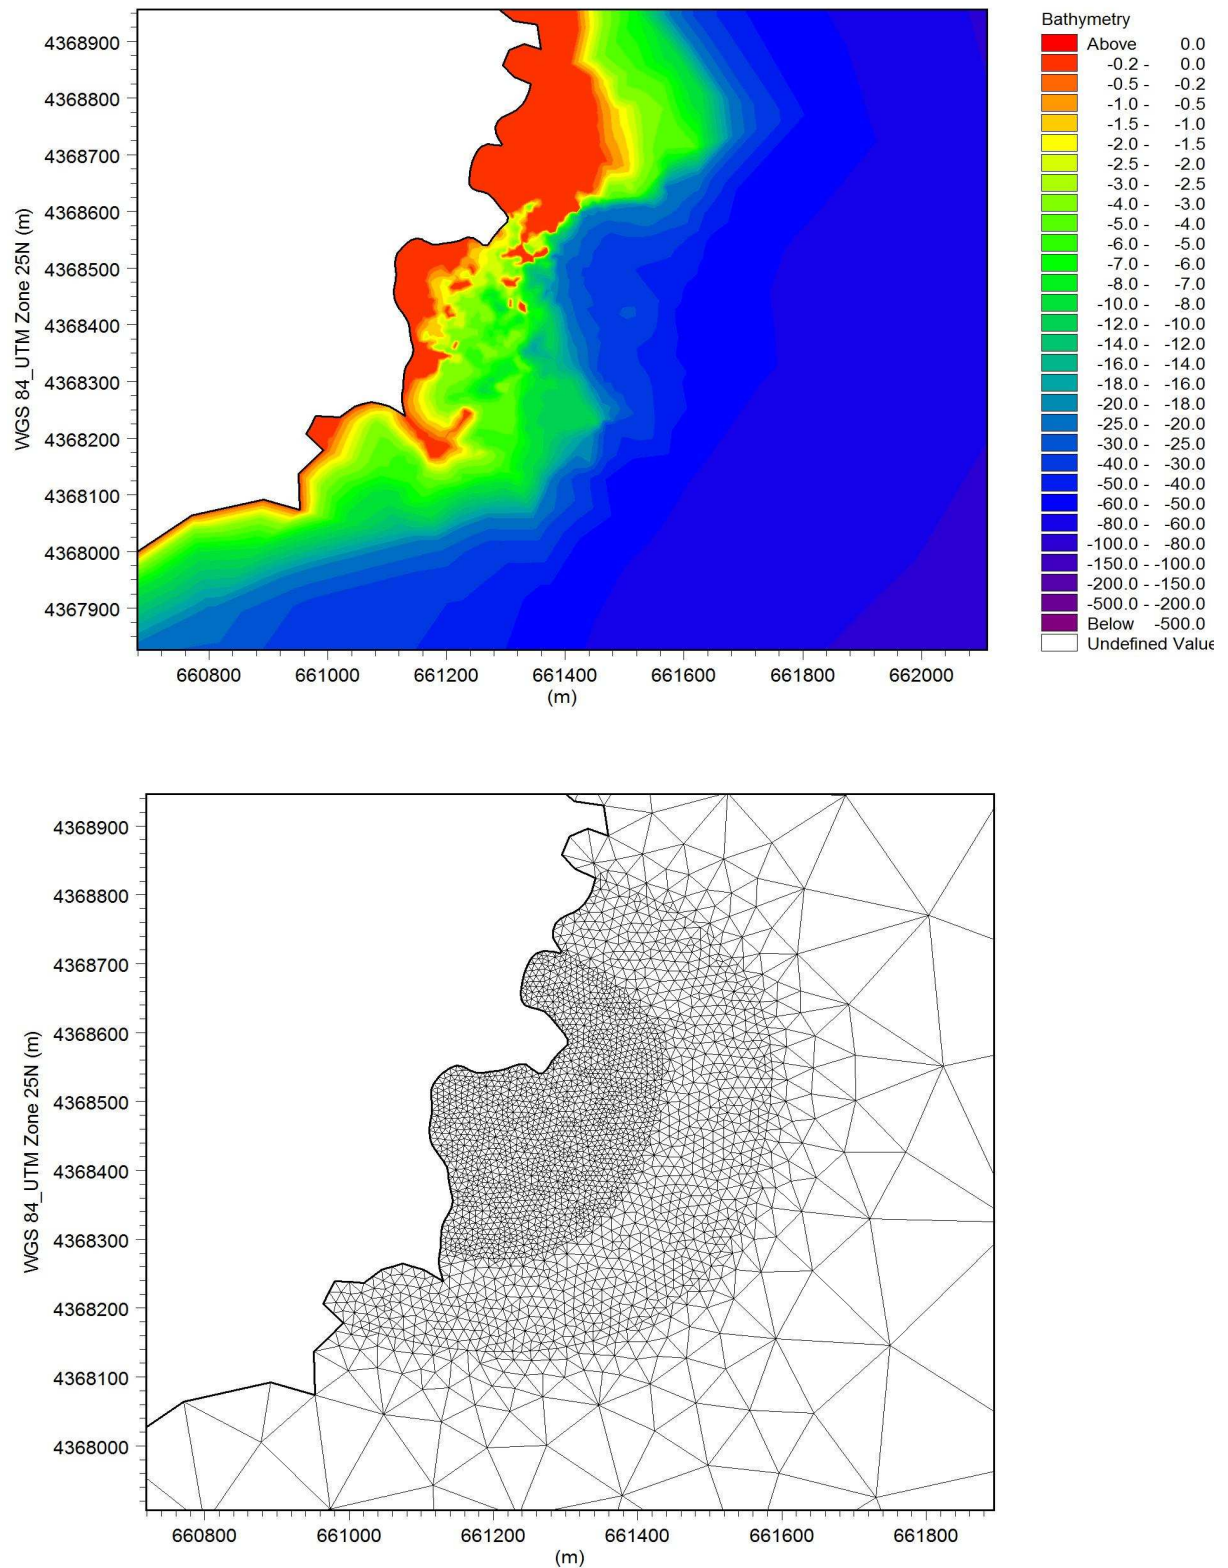 Bathymetry
Above 0.0
-0.2 - 0.0
-0.5 - -0.2
-1.0 - -0.5
-1.5 - -1.0
-2.0 - -1.5
-2.5 - -2.0
-3.0 - -2.5
-4.0 - -3.0
-5.0 - -4.0
-6.0 - -5.0
-7.0 - -6.0
-8.0 - -7.0
-10.0 - -8.0
-12.0 - -10.0
-14.0 - -12.0
-16.0 - -14.0
-18.0 - -16.0
-20.0 - -18.0
-25.0 - -20.0
-30.0 - -25.0
-40.0 - -30.0
-50.0 - -40.0
-60.0 - -50.0
-80.0 - -60.0
-100.0 - -80.0
-150.0 - -100.0
-200.0 - -150.0
-500.0 - -200.0
Below -500.0
Undefined Value
WGS 84_UTM Zone 25N (m)
4368900
4368800
4368700
4368600
4368500
4368400
4368300
4368200
4368100
4368000
4367900
660800 661000 661200 661400 661600 661800 662000
(m)
WGS 84_UTM Zone 25N (m)
4368900
4368800
4368700
4368600
4368500
4368400
4368300
4368200
4368100
4368000
660800 661000 661200 661400 661600 661800
(m)